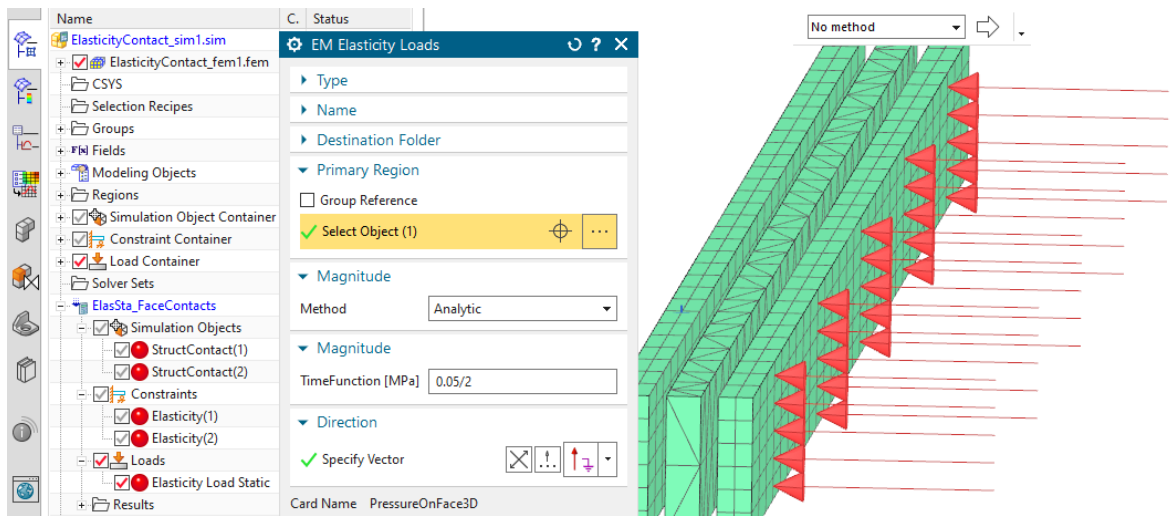 Name
C.
Status
ElasticityContact_sim1.sim
ElasticityContact_fem1.fem
CSYS
Selection Recipes
Groups
F(x) Fields
Modeling Objects
Regions
Simulation Object Container
Constraint Container
Load Container
Solver Sets
ElasSta_FaceContacts
Simulation Objects
StructContact(1)
StructContact(2)
Constraints
Elasticity(1)
Elasticity(2)
Loads
Elasticity Load Static
Results
EM Elasticity Loads
Type
Name
Destination Folder
Primary Region
Group Reference
Select Object (1)
Magnitude
Method
Analytic
Magnitude
TimeFunction [MPa]
0.05/2
Direction
Specify Vector
Card Name PressureOnFace3D
No method